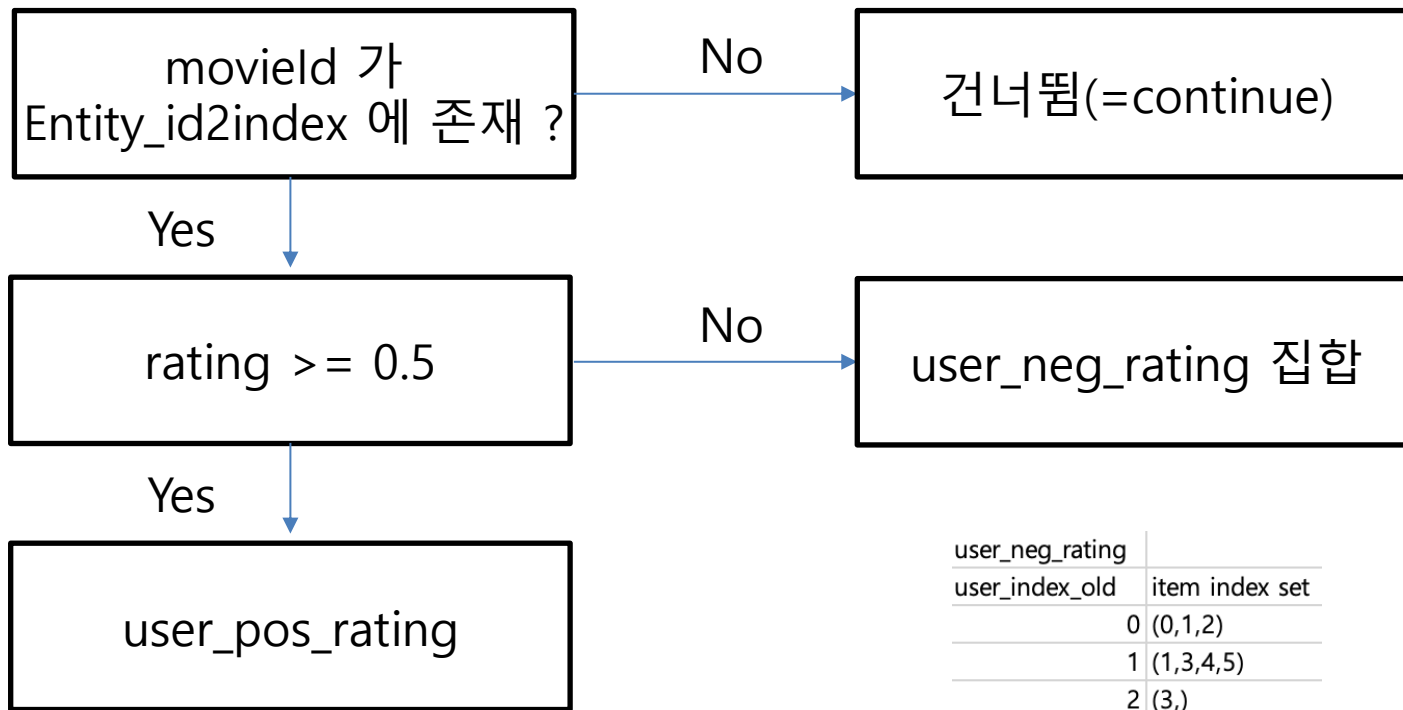 movieId 가
Entity_id2index 에 존재 ?
No
건너뜀(=continue)
Yes
rating >= 0.5
No
user_neg_rating 집합
Yes
user_pos_rating
user_neg_rating
user_index_old item index set
0 (0,1,2)
1 (1,3,4,5)
2 (3,)